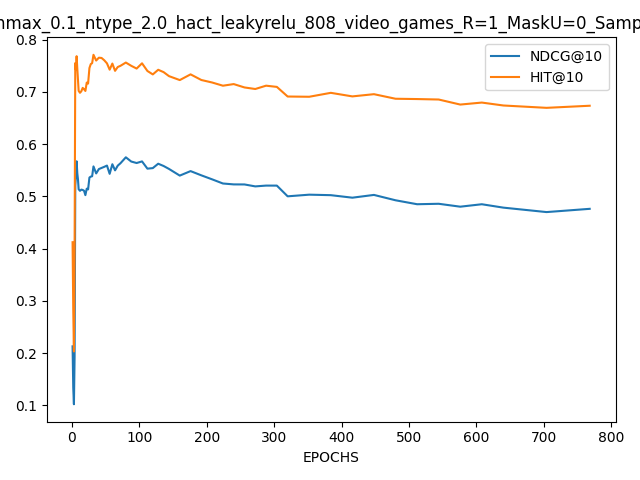 nmax_0.1_ntype_2.0_hact_leakyrelu_808_video_games_R=1_MaskU=0_Samp
NDCG@10
HIT@10
0.8
0.7
0.6
0.5
0.4
0.3
0.2
0.1
0 100 200 300 400 500 600 700 800
EPOCHS